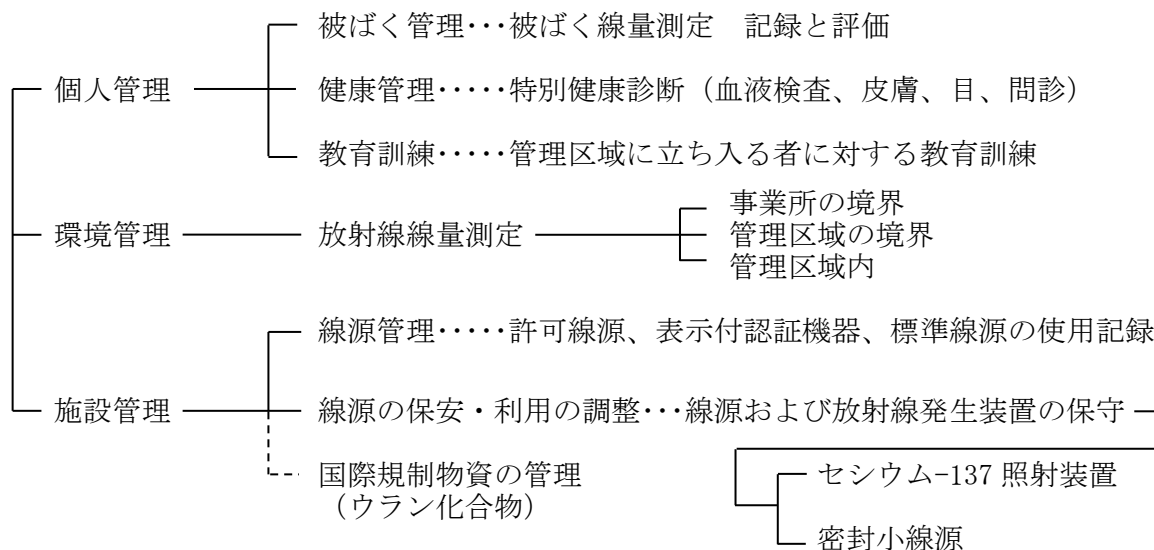 被ばく管理・・・被ばく線量測定　記録と評価
個人管理
健康管理・・・・・特別健康診断（血液検査、皮膚、目、問診）
教育訓練・・・・・管理区域に立ち入る者に対する教育訓練
事業所の境界
環境管理
放射線線量測定
管理区域の境界
管理区域内
線源管理・・・・・許可線源、表示付認証機器、標準線源の使用記録
施設管理
線源の保安・利用の調整・・・線源および放射線発生装置の保守
国際規制物資の管理
（ウラン化合物）
セシウム-137 照射装置
密封小線源